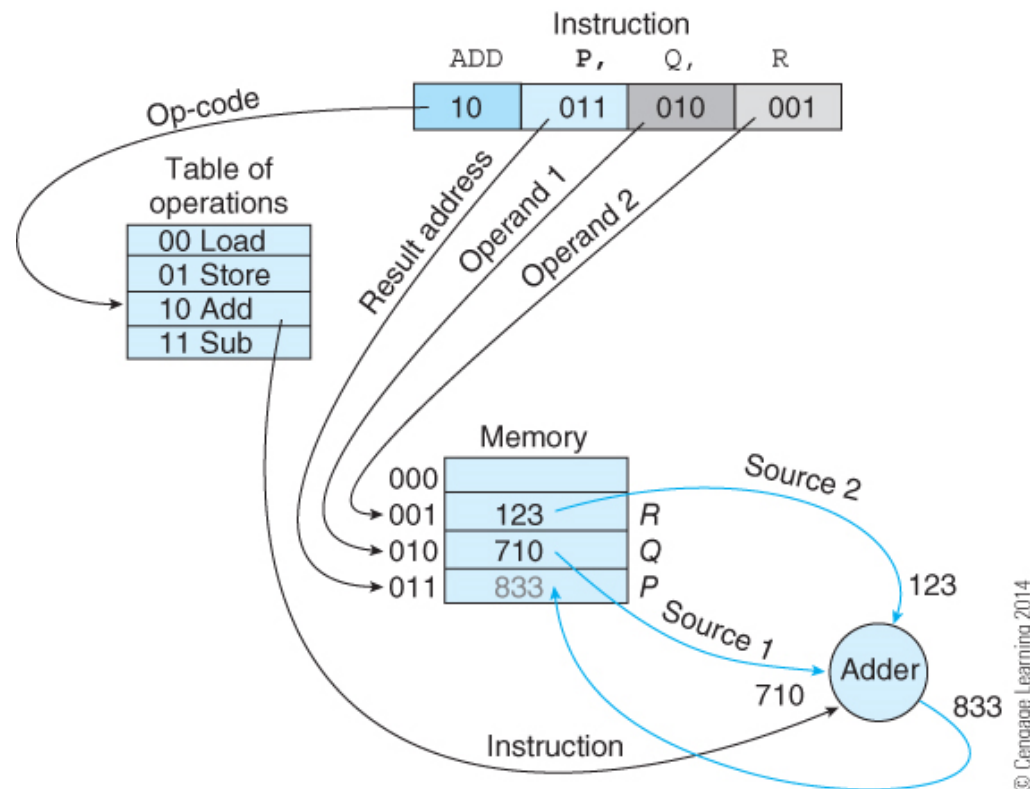 Instruction
ADD P, Q, R
10 011 010 001
Op-code
Table of
operations
00 Load
01 Store
10 Add
11 Sub
Result address
Operand 1
Operand 2
Memory
000
001 123 R
010 710 Q
011 833 P
Source 2
123
Source 1
Adder
710
833
Instruction
© Cengage Learning 2014